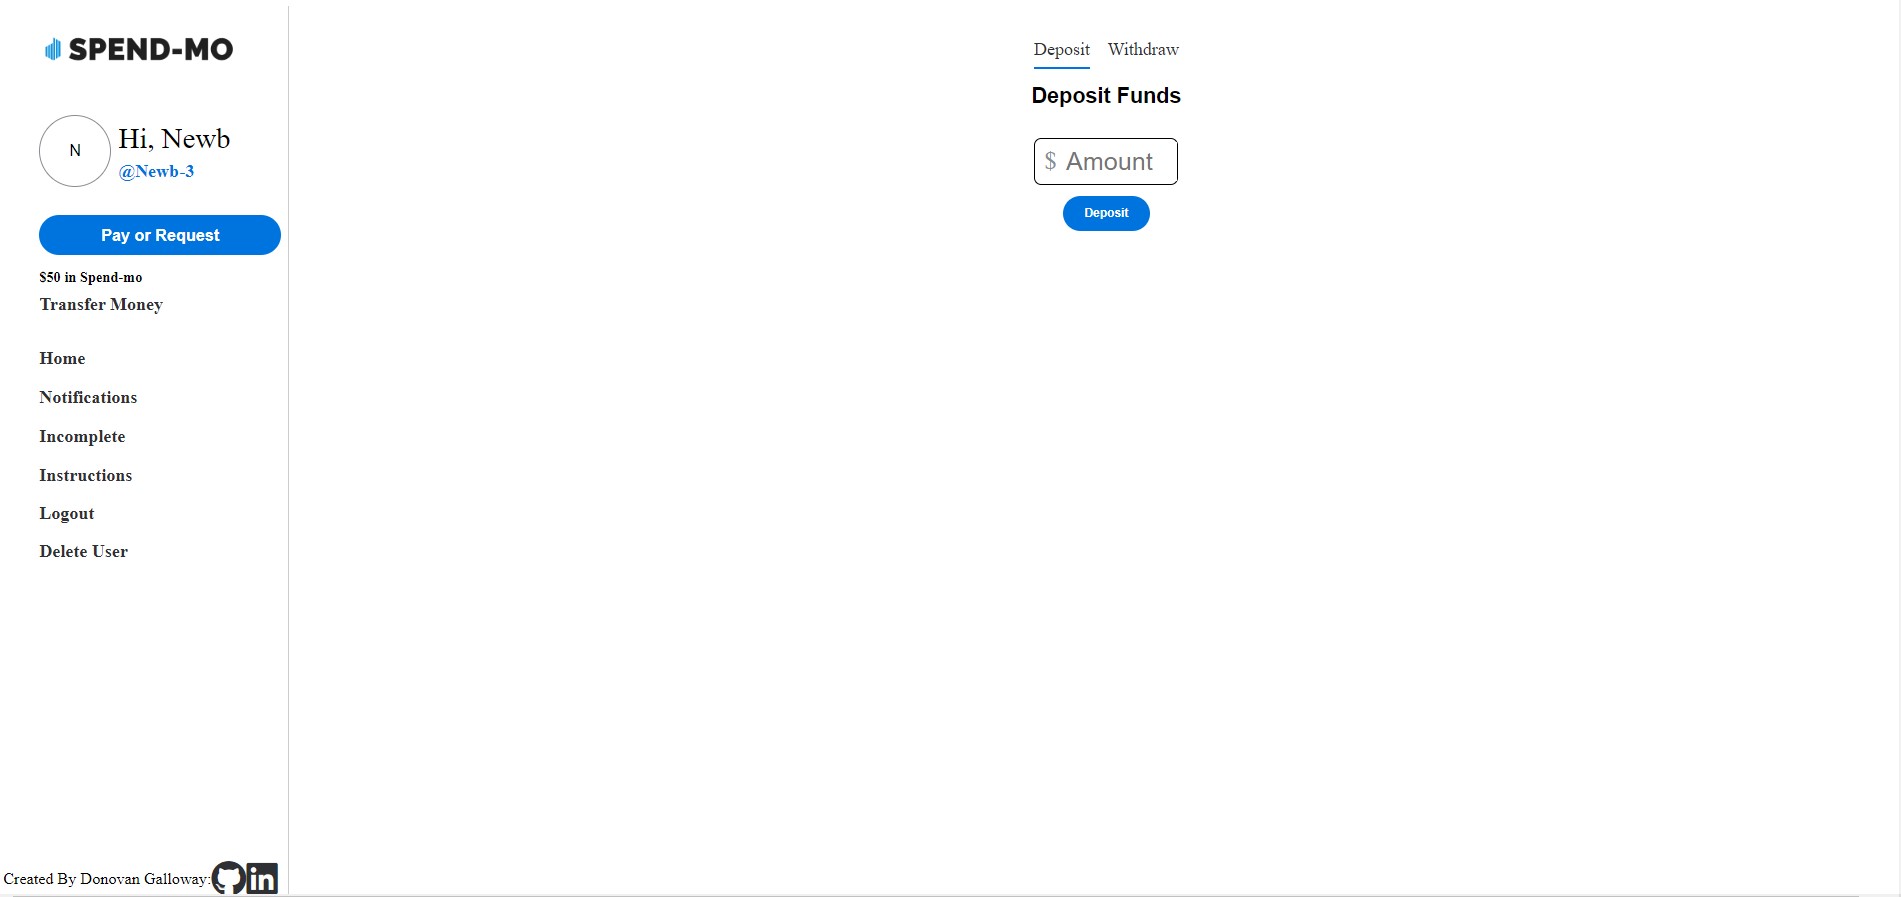 SPEND-MO
N
Hi, Newb
@Newb-3
Pay or Request
$50 in Spend-mo
Transfer Money
Home
Notifications
Incomplete
Instructions
Logout
Delete User
Created By Donovan Galloway:
in
Deposit Withdraw
Deposit Funds
$ Amount
Deposit